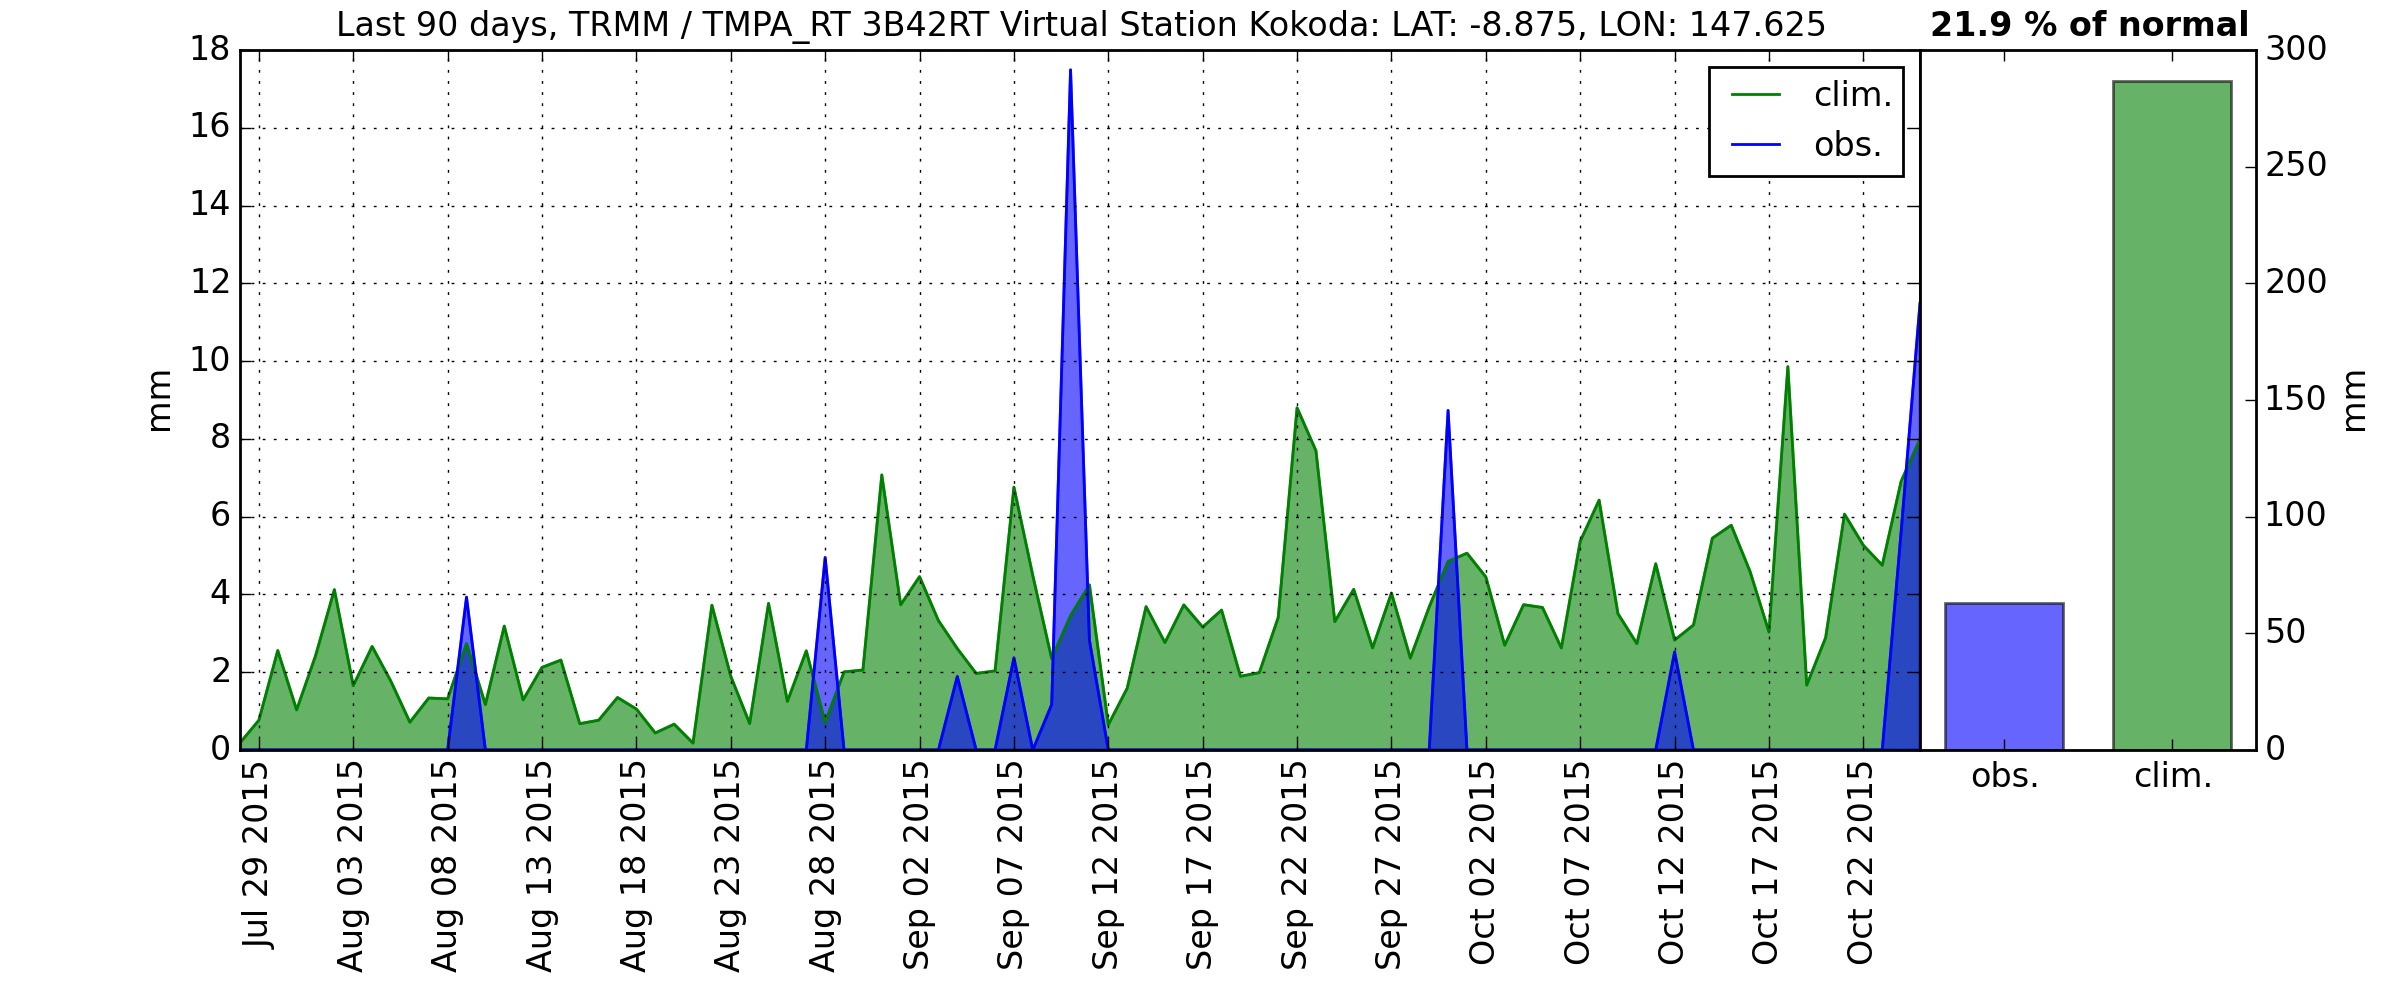 Last 90 days, TRMM / TMPA_RT 3B42RT Virtual Station Kokoda: LAT: -8.875, LON: 147.625
21.9 % of normal
18
16
14
12
10
8
6
4
2
0
mm
clim.
obs.
300
250
200
150
100
50
0
mm
Jul 29 2015
Aug 03 2015
Aug 08 2015
Aug 13 2015
Aug 18 2015
Aug 23 2015
Aug 28 2015
Sep 02 2015
Sep 07 2015
Sep 12 2015
Sep 17 2015
Sep 22 2015
Sep 27 2015
Oct 02 2015
Oct 07 2015
Oct 12 2015
Oct 17 2015
Oct 22 2015
obs.
clim.